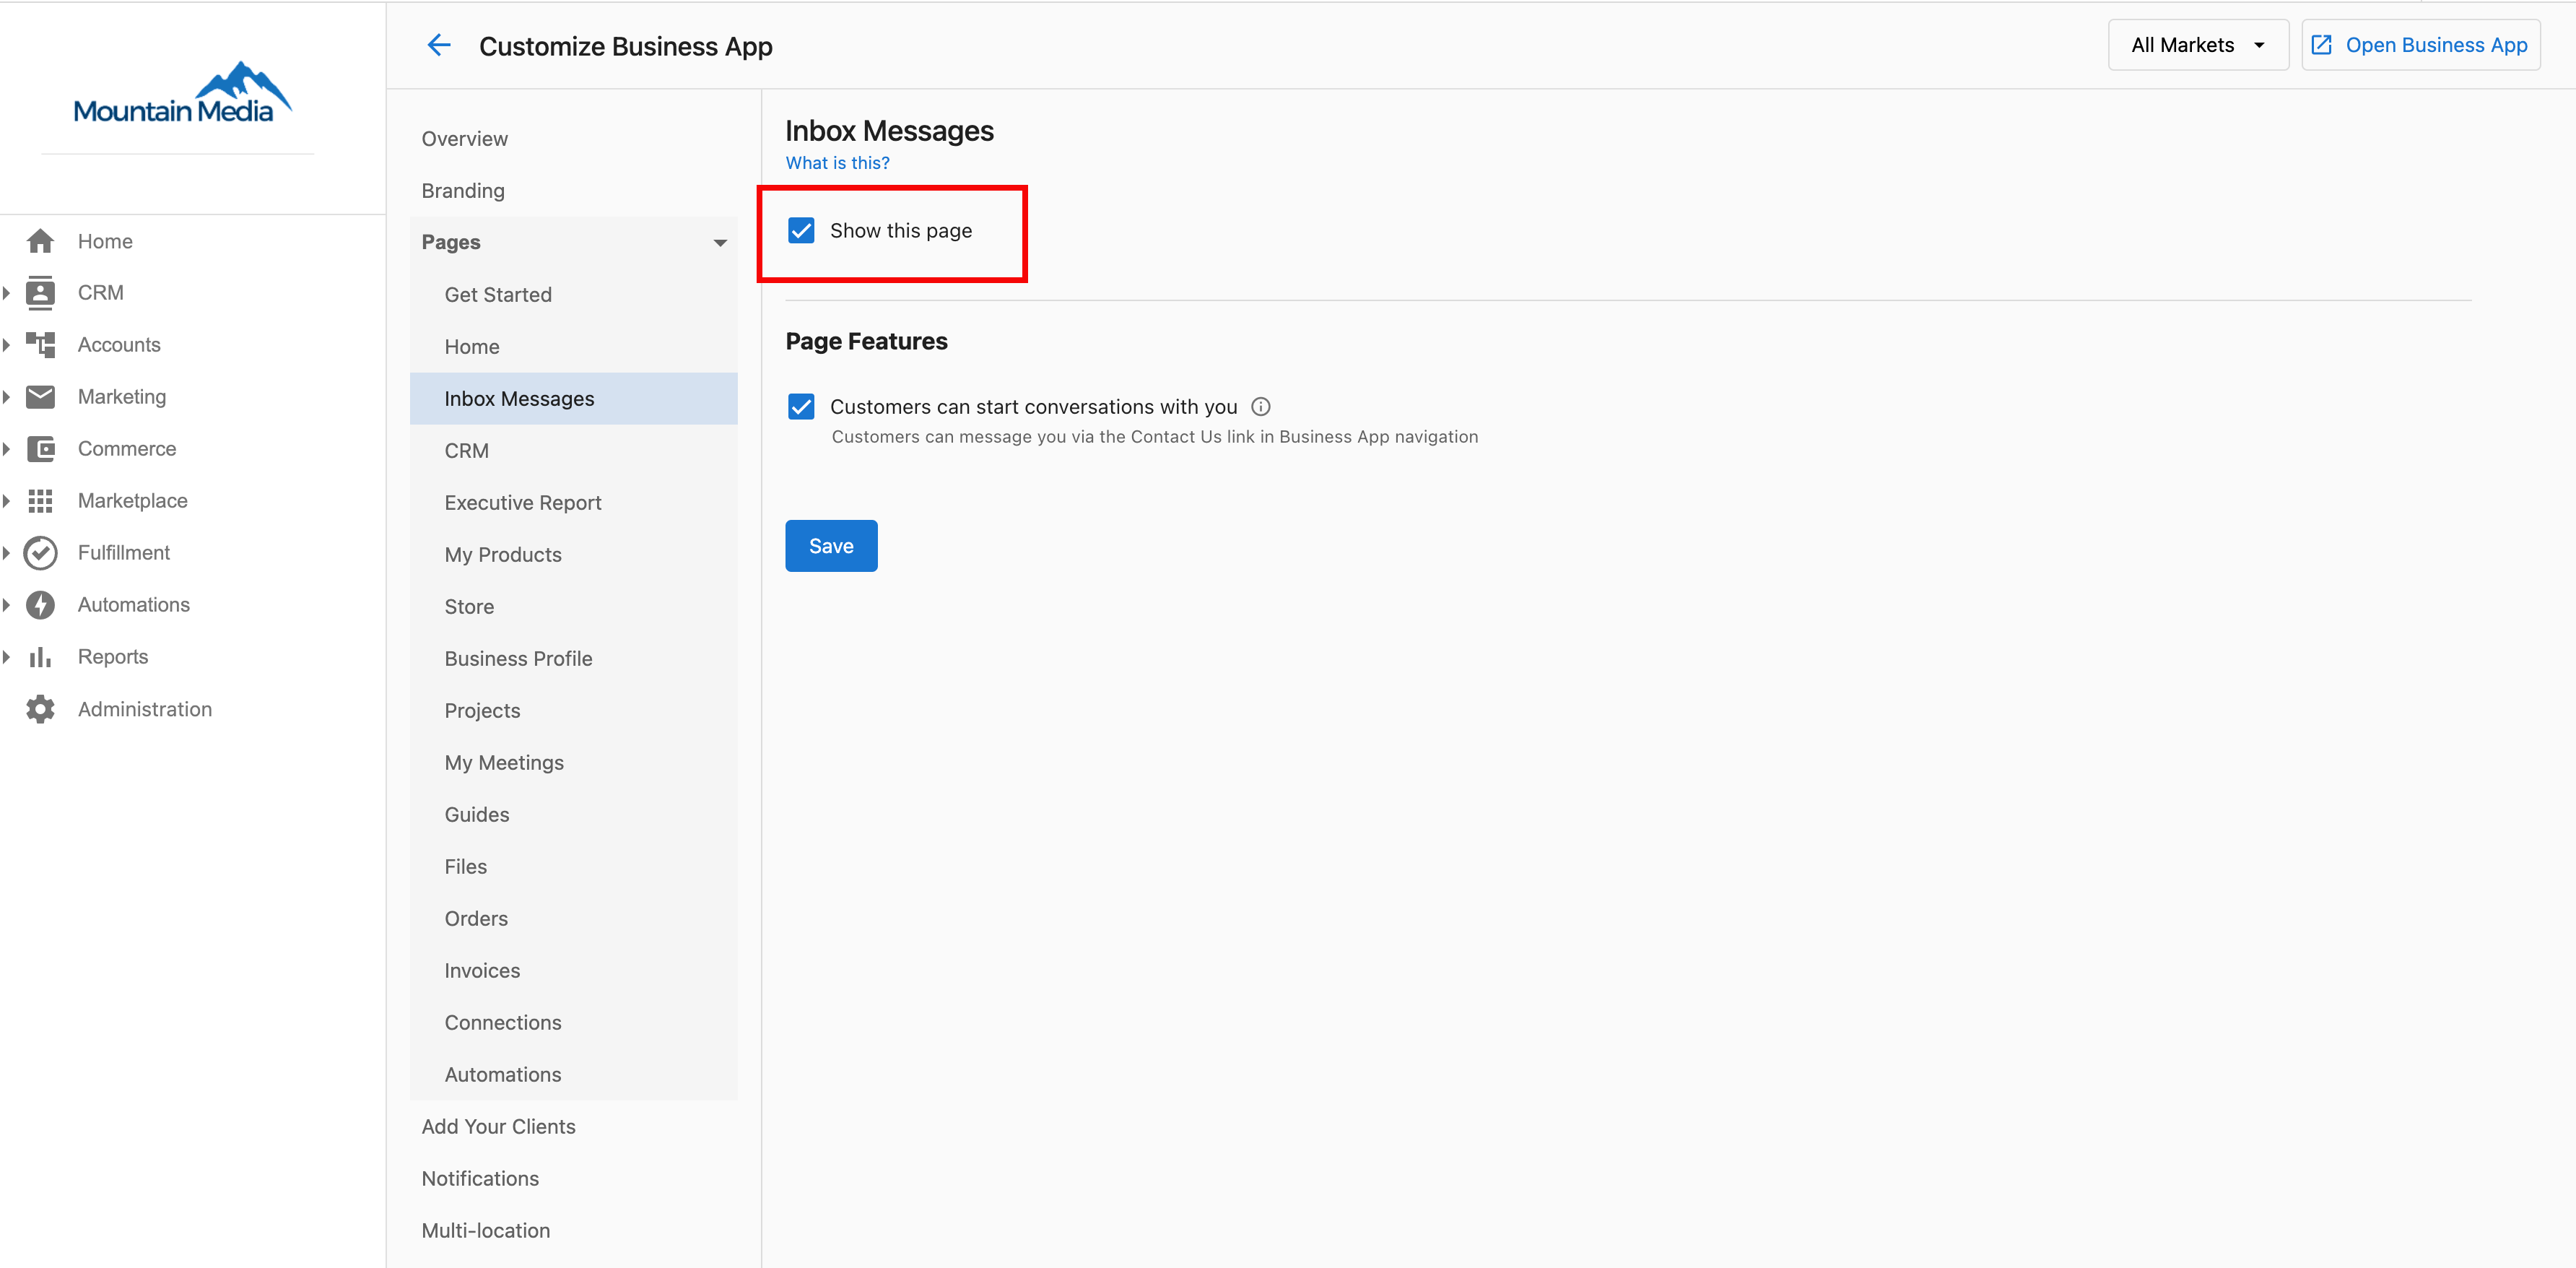 Mountain Media
Home
CRM
Accounts
Marketing
Commerce
Marketplace
Fulfillment
Automations
Reports
Administration
Customize Business App
All Markets
Open Business App
Overview
Branding
Pages
Get Started
Home
Inbox Messages
CRM
Executive Report
My Products
Store
Business Profile
Projects
My Meetings
Guides
Files
Orders
Invoices
Connections
Automations
Add Your Clients
Notifications
Multi-location
Inbox Messages
What is this?
Show this page
Page Features
Customers can start conversations with you
Customers can message you via the Contact Us link in Business App navigation
Save